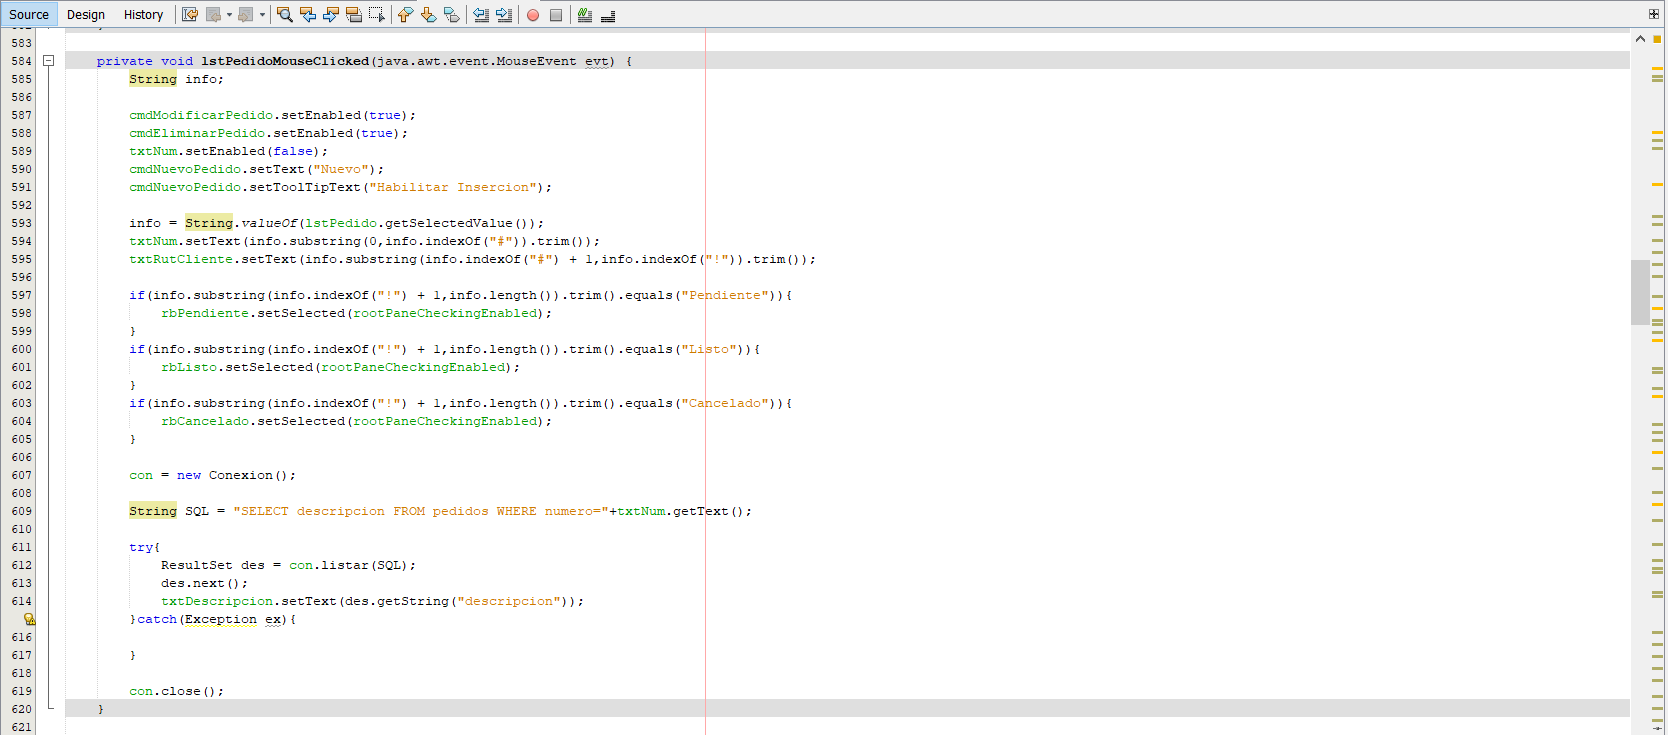 Source Design History
583
584 private void lstPedidoMouseClicked(java.awt.event.MouseEvent evt) {
585 String info;
586
587 cmdModificarPedido.setEnabled(true);
588 cmdEliminarPedido.setEnabled(true);
589 txtNum.setEnabled(false);
590 cmdNuevoPedido.setText("Nuevo");
591 cmdNuevoPedido.setToolTipText("Habilitar Insercion");
592
593 info = String.valueOf(lstPedido.getSelectedValue());
594 txtNum.setText(info.substring(0,info.indexOf("#")).trim());
595 txtRutCliente.setText(info.substring(info.indexOf("#") + 1,info.indexOf("!")).trim());
596
597 if(info.substring(info.indexOf("!") + 1,info.length()).trim().equals("Pendiente")){
598 rbPendiente.setSelected(rootPaneCheckingEnabled);
599 }
600 if(info.substring(info.indexOf("!") + 1,info.length()).trim().equals("Listo")){
601 rbListo.setSelected(rootPaneCheckingEnabled);
602 }
603 if(info.substring(info.indexOf("!") + 1,info.length()).trim().equals("Cancelado")){
604 rbCancelado.setSelected(rootPaneCheckingEnabled);
605 }
606
607 con = new Conexion();
608
609 String SQL = "SELECT descripcion FROM pedidos WHERE numero="+txtNum.getText();
610
611 try{
612 ResultSet des = con.listar(SQL);
613 des.next();
614 txtDescripcion.setText(des.getString("descripcion"));
}catch(Exception ex){
616
617 }
618
619 con.close();
620 }
621